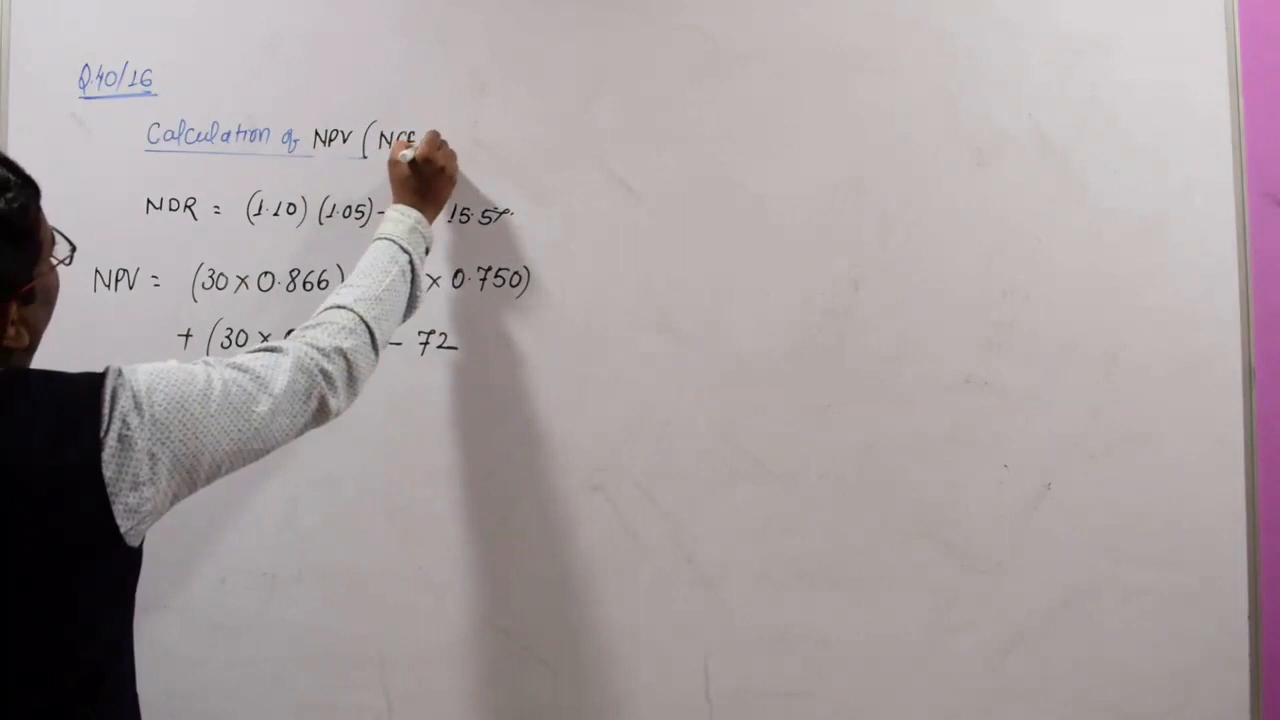 Q.40/16
Calculation of NPV (NCF
NDR = (1.10) (1.05) - 15.5%
NPV = (30 × 0.866) × 0.750)
+ (30 × - 72